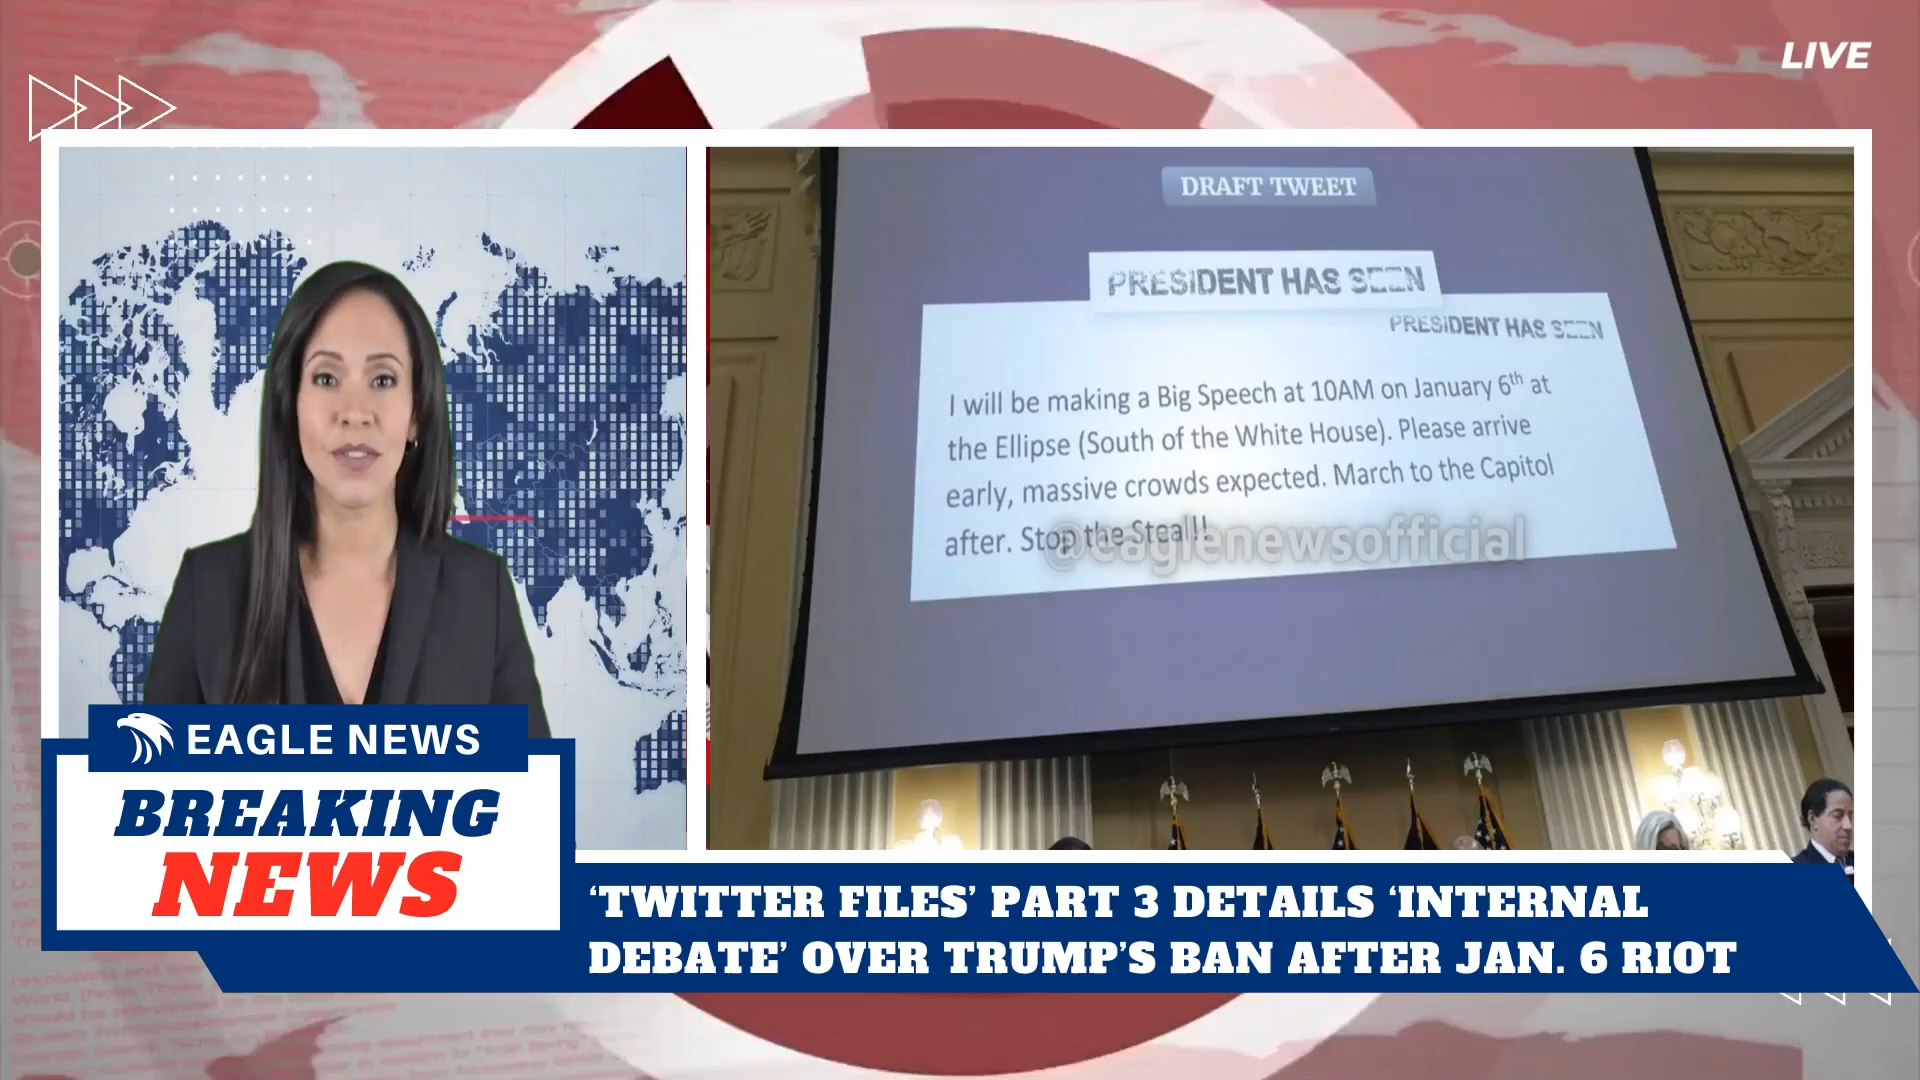 LIVE
DRAFT TWEET
PRESIDENT HAS SEEN
PRESIDENT HAS SEEN
I will be making a Big Speech at 10AM on January 6th at
the Ellipse (South of the White House). Please arrive
early, massive crowds expected. March to the Capitol
after. Stop the Steal!!
@eaglenewsofficial
EAGLE NEWS
BREAKING
NEWS
‘TWITTER FILES’ PART 3 DETAILS ‘INTERNAL
DEBATE’ OVER TRUMP’S BAN AFTER JAN. 6 RIOT